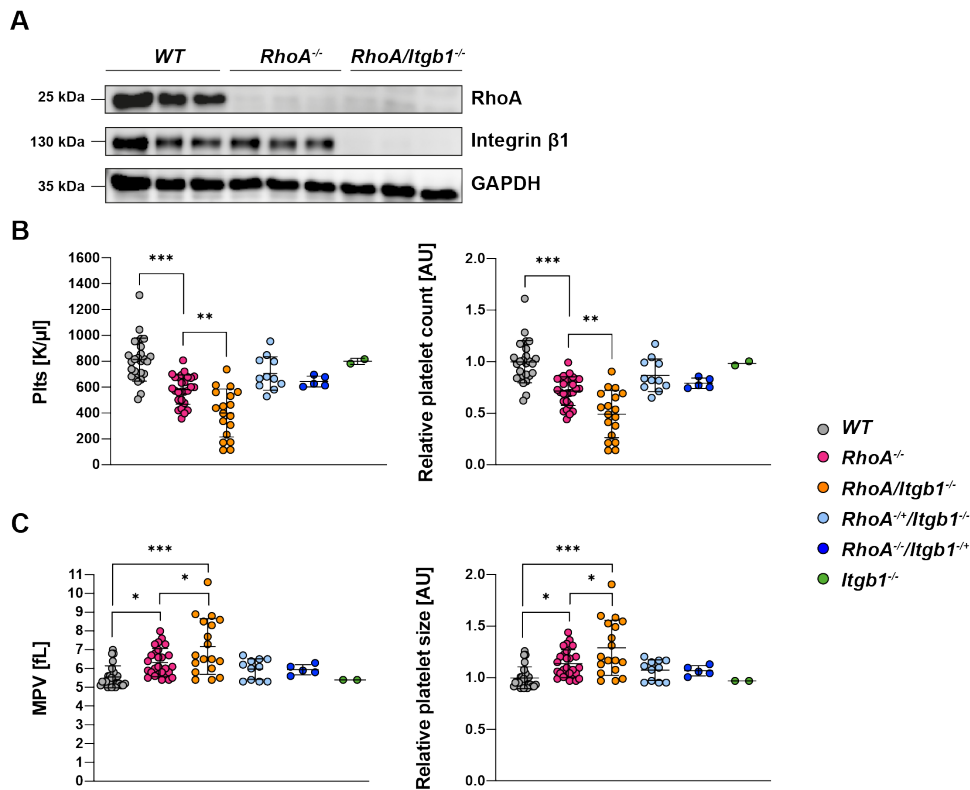 A
WT RhoA-/- RhoA/Itgb1-/-
25 kDa RhoA
130 kDa Integrin β1
35 kDa GAPDH
B
Plts [K/µl]
1600
1400
1200
1000
800
600
400
200
0
***
**
Relative platelet count [AU]
2.0
1.5
1.0
0.5
0.0
***
**
WT
RhoA-/-
RhoA/Itgb1-/-
RhoA-/+/Itgb1-/-
RhoA-/-/Itgb1-/+
Itgb1-/-
C
MPV [fL]
11
10
9
8
7
6
5
4
3
2
1
0
***
*
*
Relative platelet size [AU]
2.0
1.5
1.0
0.5
0.0
***
*
*